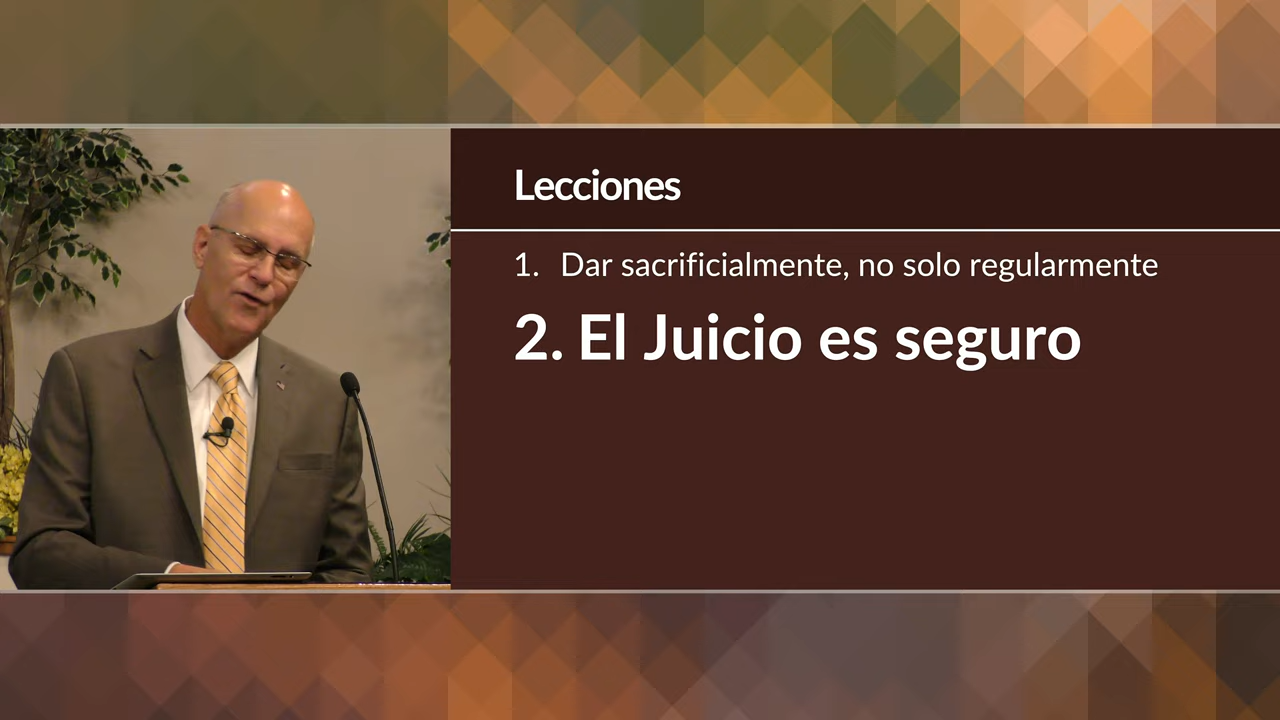 Lecciones
1. Dar sacrificialmente, no solo regularmente
2. El Juicio es seguro